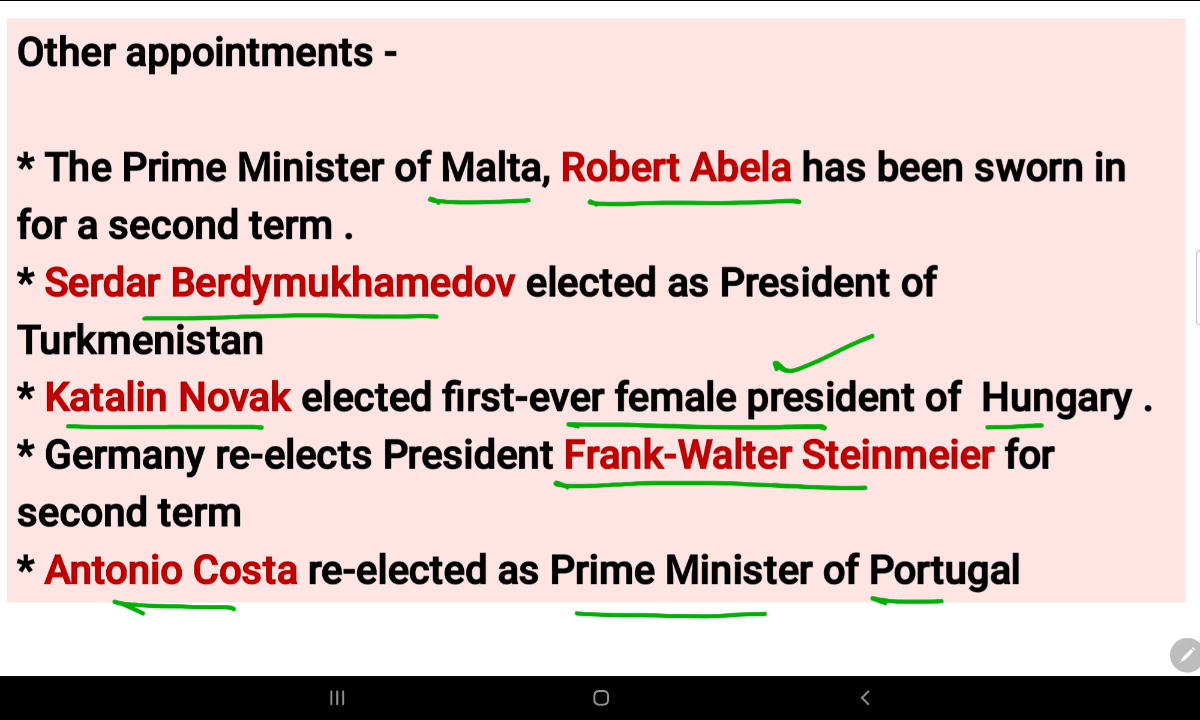 Other appointments -
* The Prime Minister of Malta, Robert Abela has been sworn in
for a second term .
* Serdar Berdymukhamedov elected as President of
Turkmenistan
* Katalin Novak elected first-ever female president of Hungary .
* Germany re-elects President Frank-Walter Steinmeier for
second term
* Antonio Costa re-elected as Prime Minister of Portugal